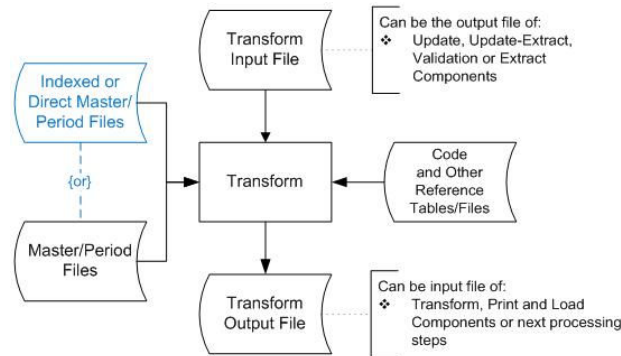 Transform
Input File
Can be the output file of:
❖ Update, Update-Extract,
Validation or Extract
Components
Indexed or
Direct Master/
Period Files
{or}
Master/Period
Files
Transform
Code
and Other
Reference
Tables/Files
Transform
Output File
Can be input file of:
❖ Transform, Print and Load
Components or next processing
steps